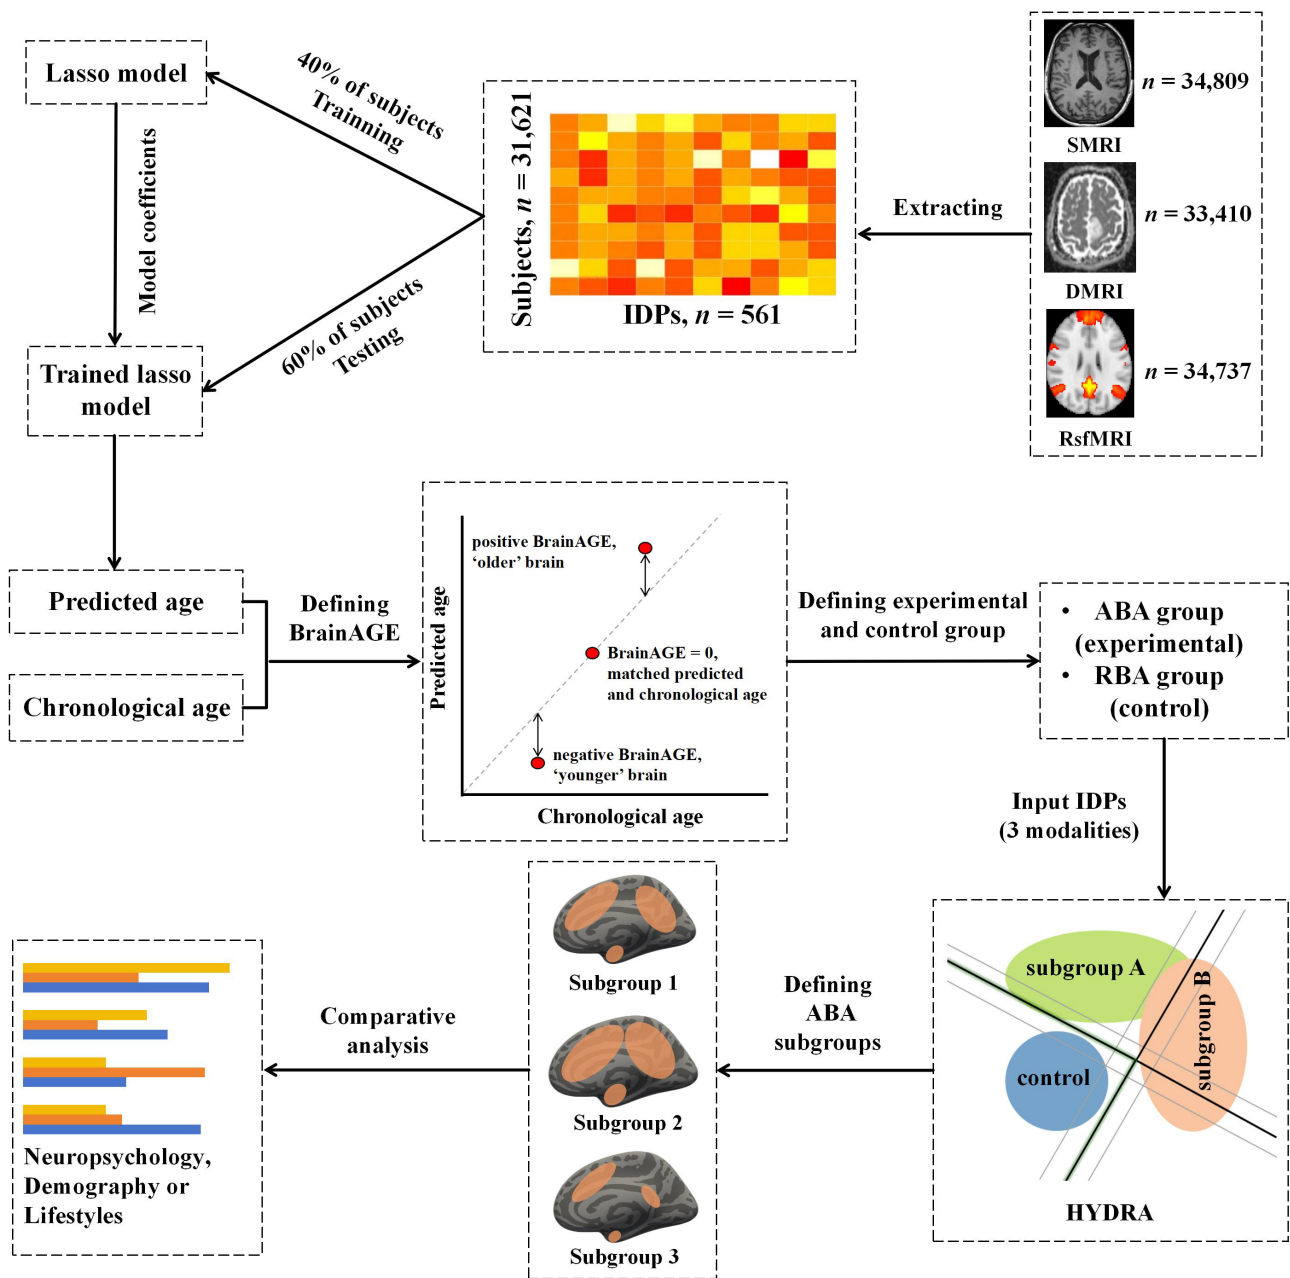 Lasso model
40% of subjects
Trainning
Model coefficients
60% of subjects
Testing
Trained lasso
model
Subjects, n = 31,621
IDPs, n = 561
Extracting
n = 34,809
SMRI
n = 33,410
DMRI
n = 34,737
RsfMRI
Predicted age
Chronological age
Defining
BrainAGE
Predicted age
positive BrainAGE,
‘older’ brain
BrainAGE = 0,
matched predicted
and chronological age
negative BrainAGE,
‘younger’ brain
Chronological age
Defining experimental
and control group
• ABA group
(experimental)
• RBA group
(control)
Input IDPs
(3 modalities)
subgroup A
subgroup B
control
HYDRA
Defining
ABA
subgroups
Subgroup 1
Subgroup 2
Subgroup 3
Comparative
analysis
Neuropsychology,
Demography or
Lifestyles